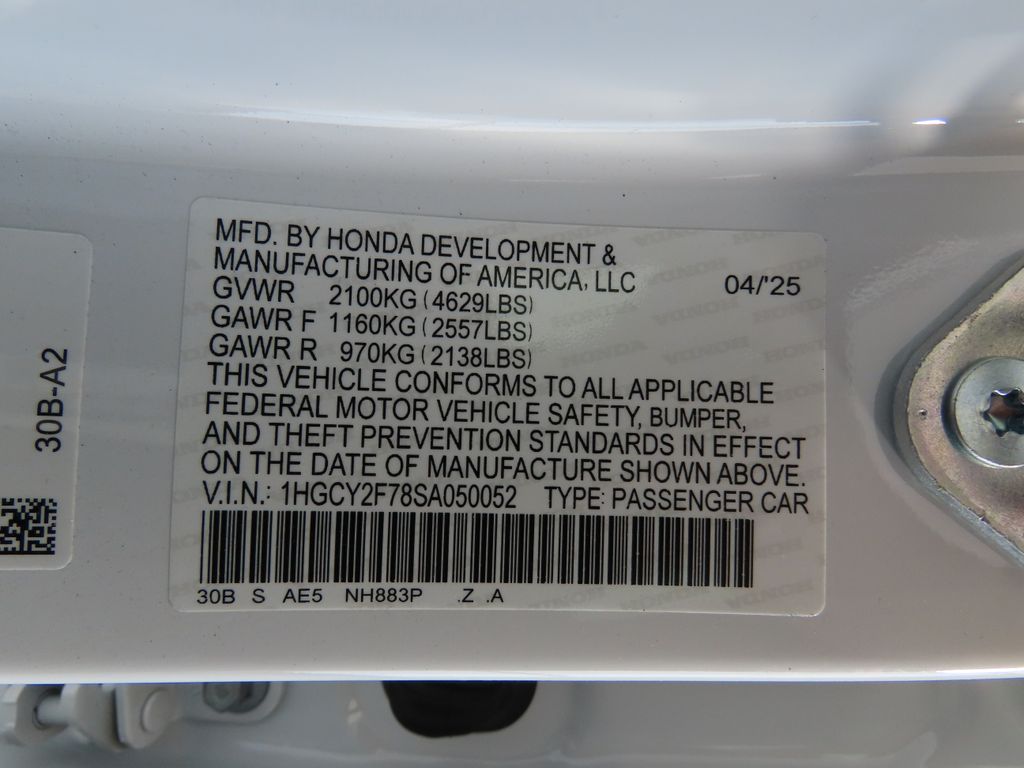 MFD. BY HONDA DEVELOPMENT &
MANUFACTURING OF AMERICA, LLC 04/'25
GVWR 2100KG (4629LBS)
GAWR F 1160KG (2557LBS)
GAWR R 970KG (2138LBS)
THIS VEHICLE CONFORMS TO ALL APPLICABLE
FEDERAL MOTOR VEHICLE SAFETY, BUMPER,
AND THEFT PREVENTION STANDARDS IN EFFECT
ON THE DATE OF MANUFACTURE SHOWN ABOVE.
V.I.N.: 1HGCY2F78SA050052 TYPE: PASSENGER CAR
30B S AE5 NH883P .Z .A
30B-A2